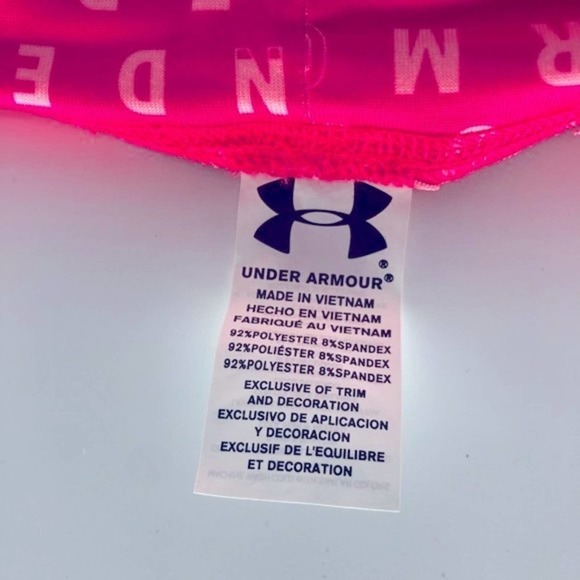 E D N M R
UNDER ARMOUR®
MADE IN VIETNAM
HECHO EN VIETNAM
FABRIQUÉ AU VIETNAM
92%POLYESTER 8%SPANDEX
92%POLIÉSTER 8%SPANDEX
92%POLYESTER 8%SPANDEX
EXCLUSIVE OF TRIM
AND DECORATION
EXCLUSIVO DE APLICACION
Y DECORACION
EXCLUSIF DE L'EQUILIBRE
ET DECORATION